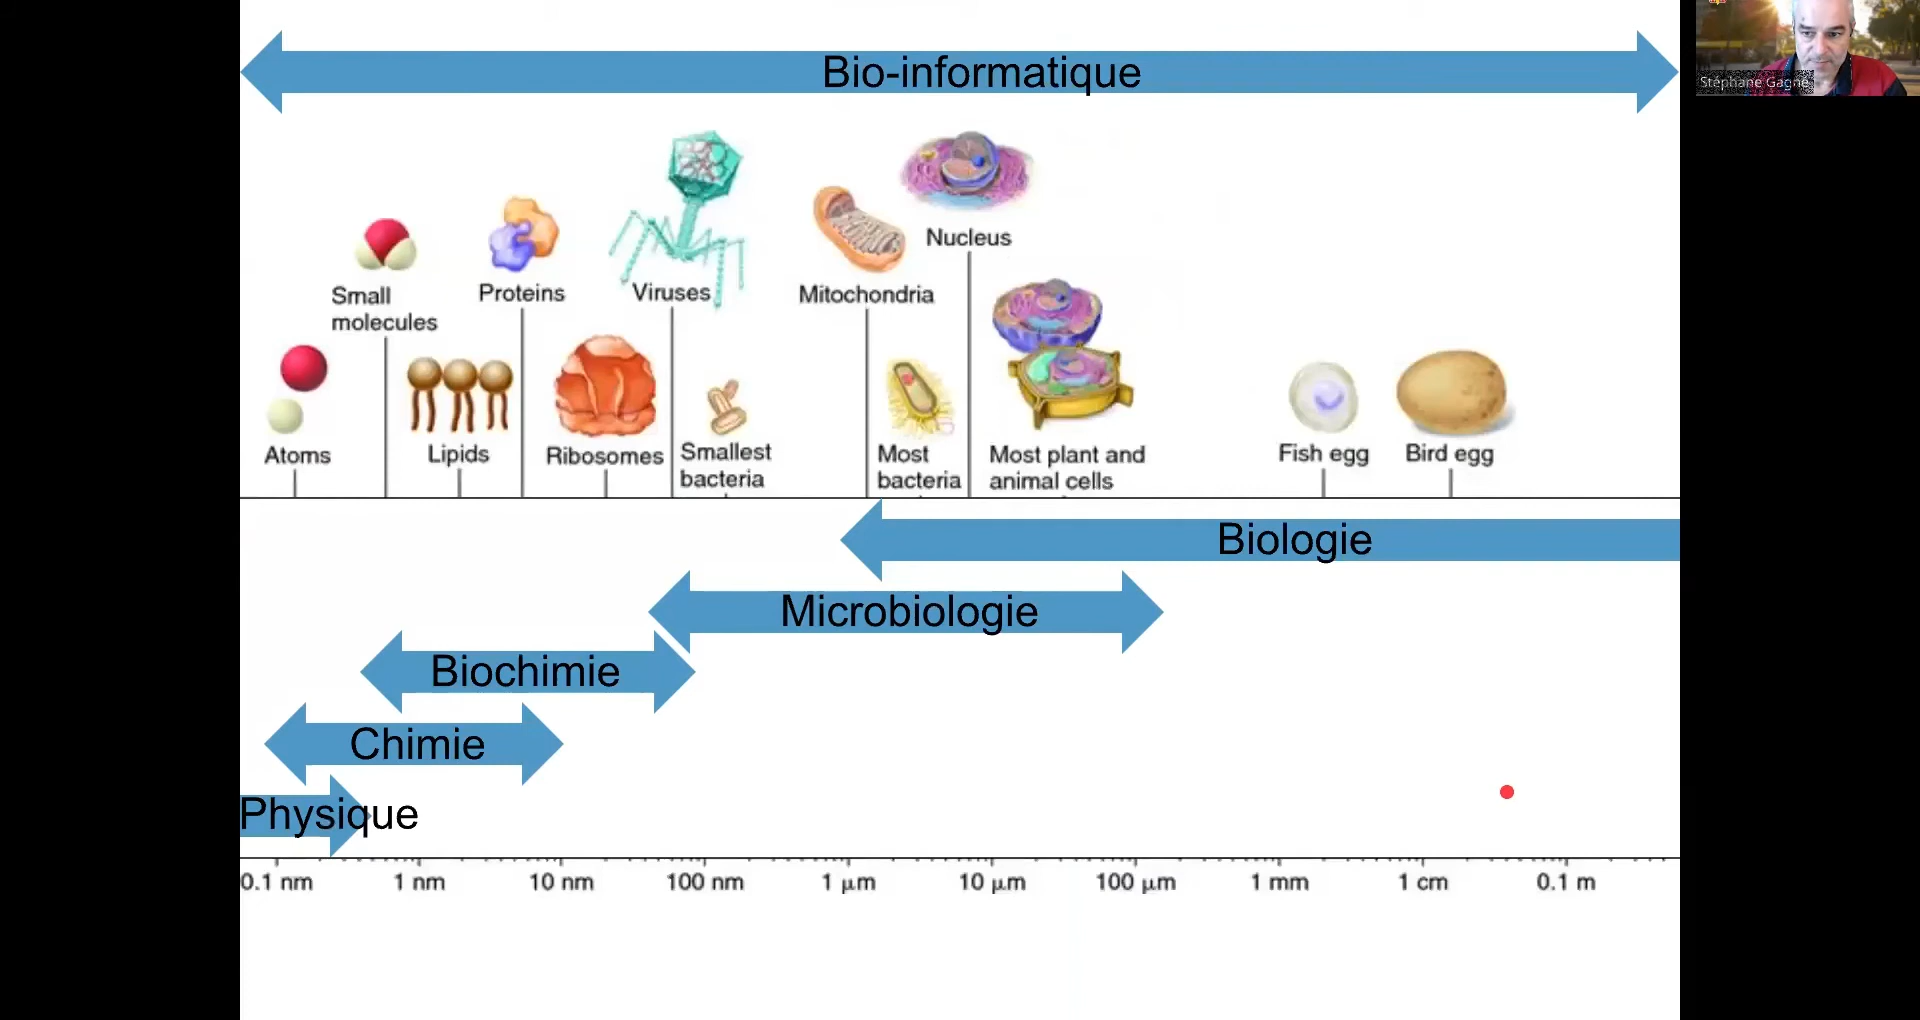 Bio-informatique
Stéphane Gagné
Nucleus
Small
molecules
Proteins
Viruses
Mitochondria
Atoms
Lipids
Ribosomes
Smallest
bacteria
Most
bacteria
Most plant and
animal cells
Fish egg
Bird egg
Biologie
Microbiologie
Biochimie
Chimie
Physique
0.1 nm 1 nm 10 nm 100 nm 1 μm 10 μm 100 μm 1 mm 1 cm 0.1 m